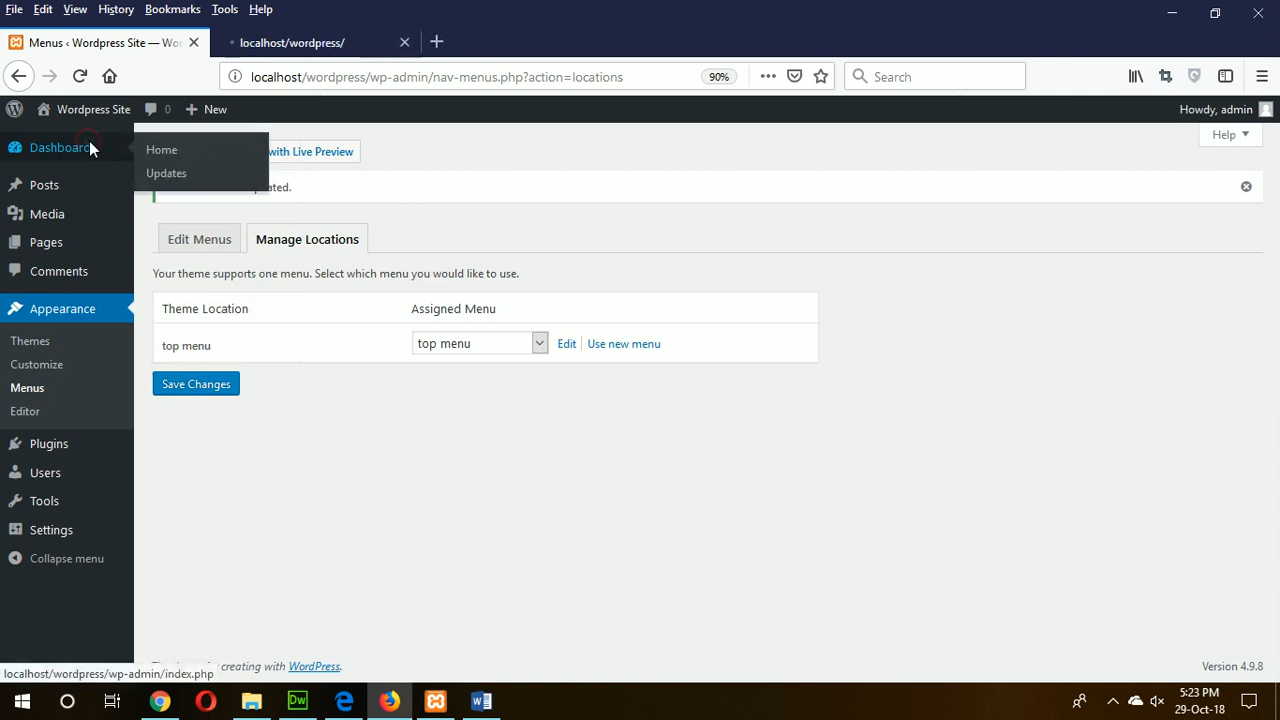 File Edit View History Bookmarks Tools Help
Menus ‹ Wordpress Site — Wo
localhost/wordpress/
localhost/wordpress/wp-admin/nav-menus.php?action=locations
90%
Search
Wordpress Site 0 New
Howdy, admin
Dashboard
Home
Updates
with Live Preview
Help
Posts
Media
Pages
Comments
Appearance
Themes
Customize
Menus
Editor
Plugins
Users
Tools
Settings
Collapse menu
Edit Menus
Manage Locations
Your theme supports one menu. Select which menu you would like to use.
Theme Location Assigned Menu
top menu top menu Edit Use new menu
Save Changes
creating with WordPress.
Version 4.9.8
localhost/wordpress/wp-admin/index.php
Dw
5:23 PM
29-Oct-18